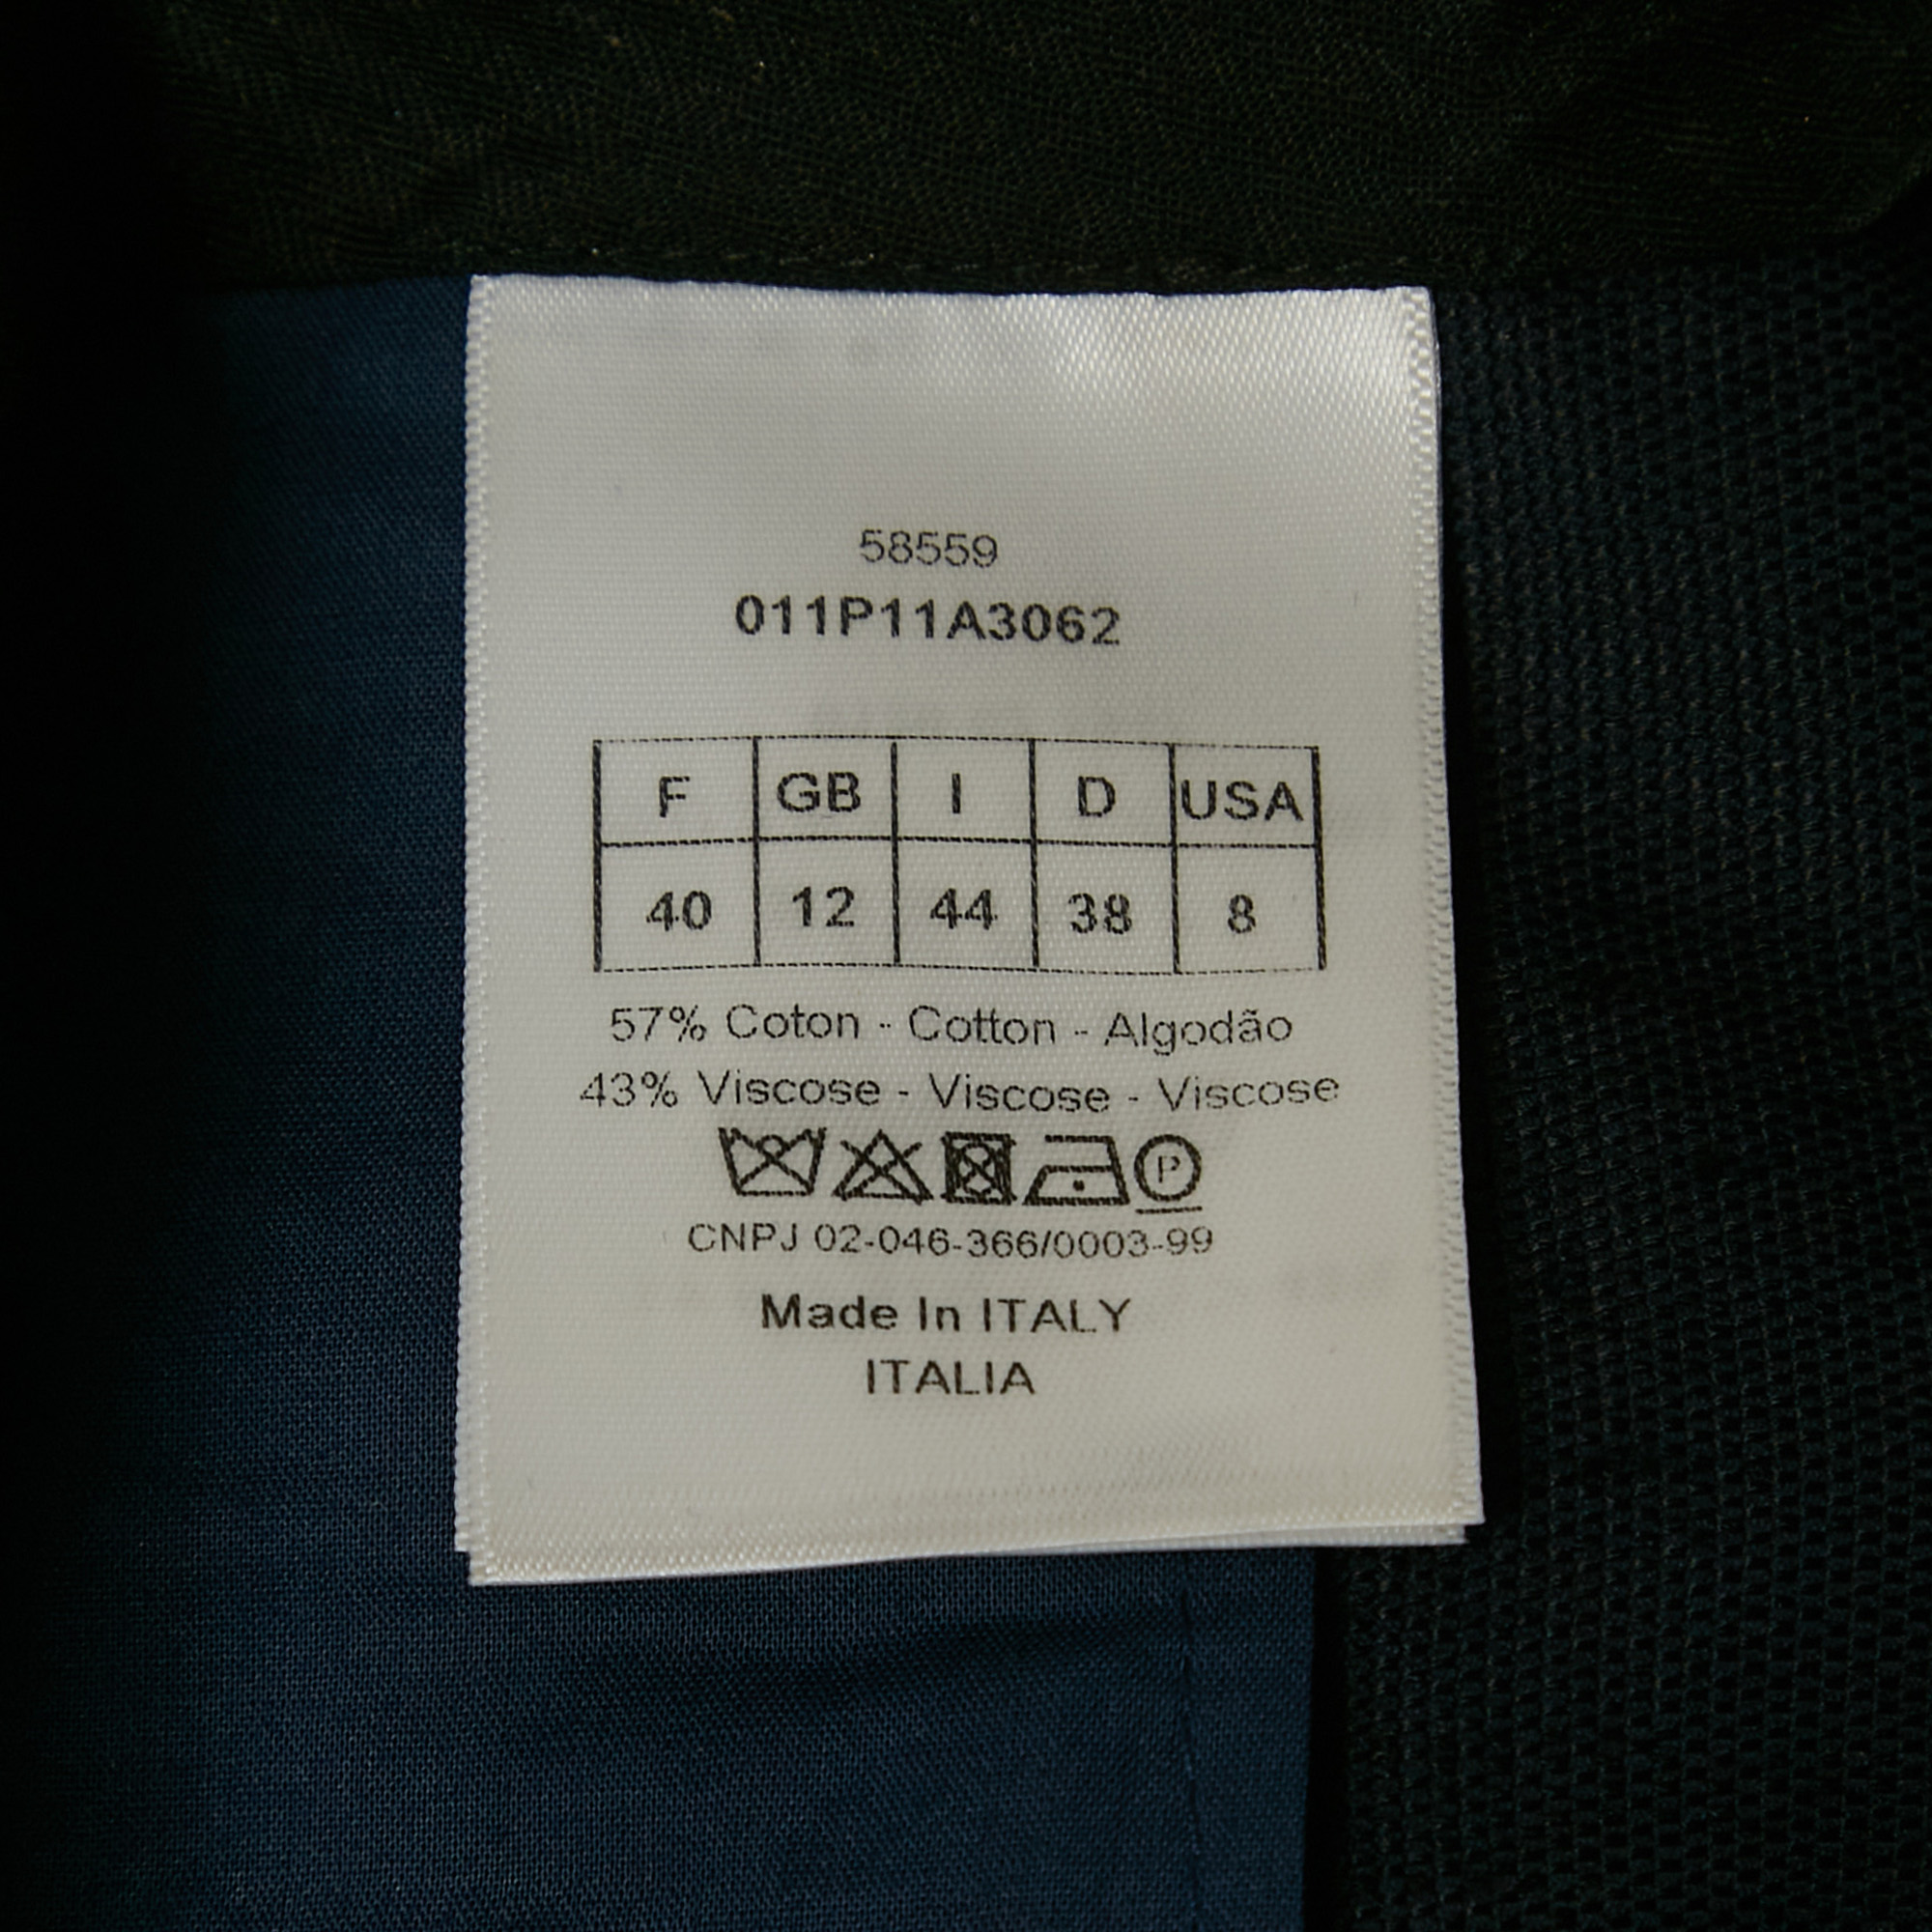 58559
011P11A3062
F GB I D USA
40 12 44 38 8
57% Coton - Cotton - Algodão
43% Viscose - Viscose - Viscose
P
CNPJ 02-046-366/0003-99
Made In ITALY
ITALIA